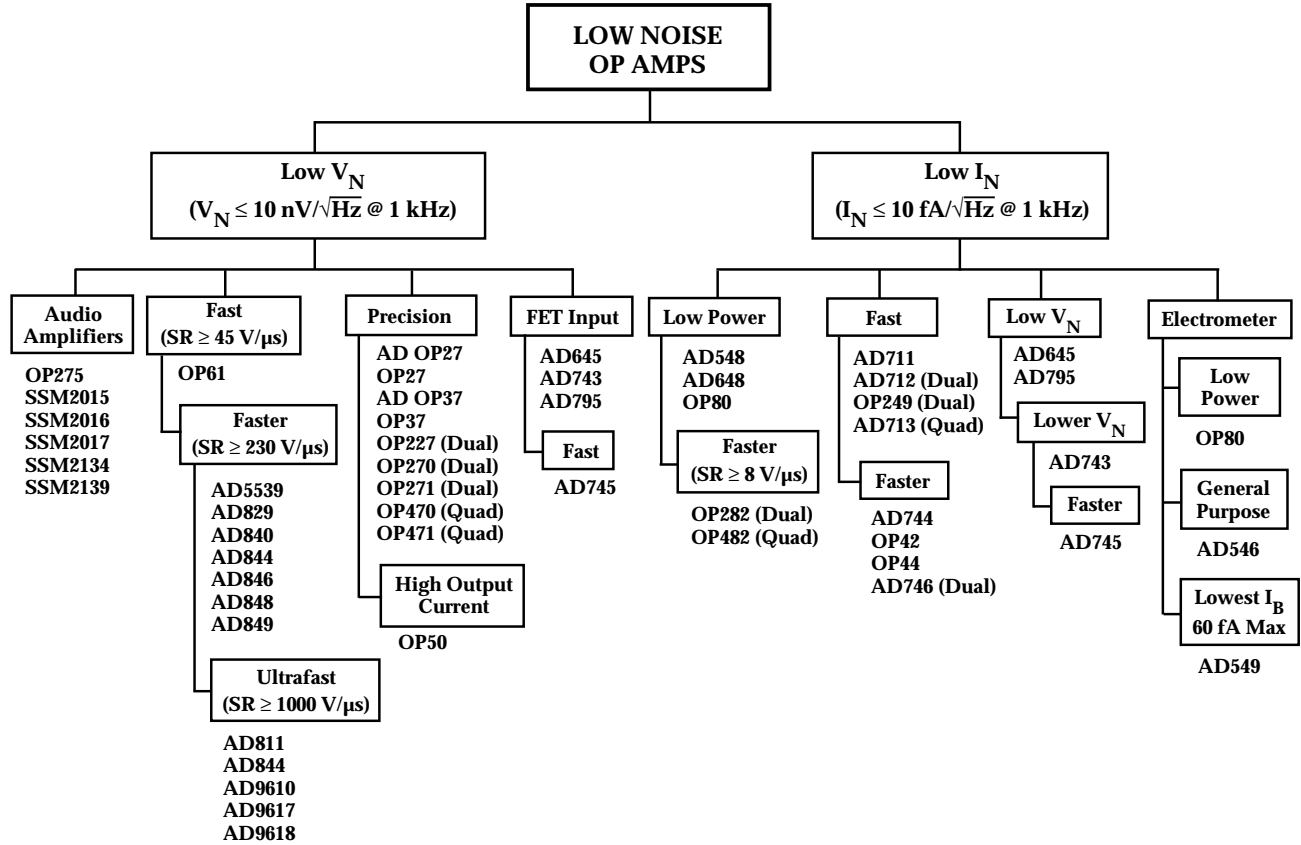 LOW NOISE
OP AMPS
Low VN
(VN ≤ 10 nV/√Hz @ 1 kHz)
Low IN
(IN ≤ 10 fA/√Hz @ 1 kHz)
Audio
Amplifiers
OP275
SSM2015
SSM2016
SSM2017
SSM2134
SSM2139
Fast
(SR ≥ 45 V/µs)
OP61
Faster
(SR ≥ 230 V/µs)
AD5539
AD829
AD840
AD844
AD846
AD848
AD849
Ultrafast
(SR ≥ 1000 V/µs)
AD811
AD844
AD9610
AD9617
AD9618
Precision
AD OP27
OP27
AD OP37
OP37
OP227 (Dual)
OP270 (Dual)
OP271 (Dual)
OP470 (Quad)
OP471 (Quad)
High Output
Current
OP50
FET Input
AD645
AD743
AD795
Fast
AD745
Low Power
AD548
AD648
OP80
Faster
(SR ≥ 8 V/µs)
OP282 (Dual)
OP482 (Quad)
Fast
AD711
AD712 (Dual)
OP249 (Dual)
AD713 (Quad)
Faster
AD744
OP42
OP44
AD746 (Dual)
Low VN
AD645
AD795
Lower VN
AD743
Faster
AD745
Electrometer
Low
Power
OP80
General
Purpose
AD546
Lowest IB
60 fA Max
AD549